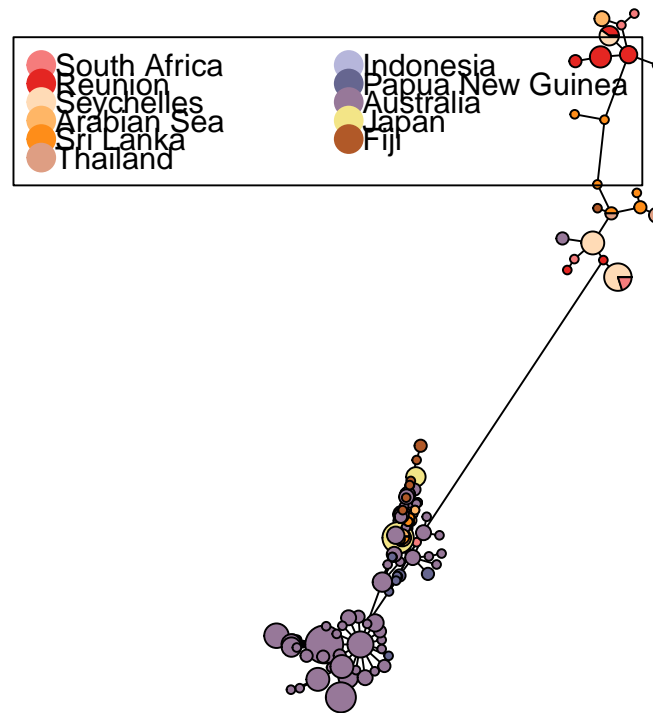 South Africa
Reunion
Seychelles
Arabian Sea
Sri Lanka
Thailand
Indonesia
Papua New Guinea
Australia
Japan
Fiji